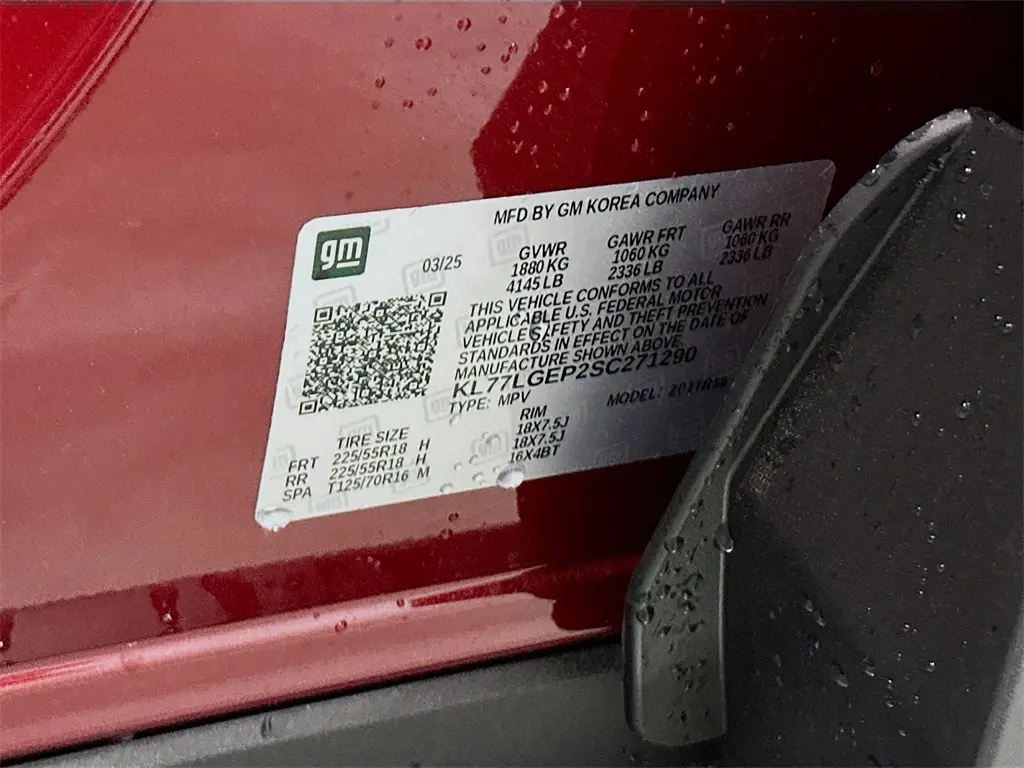 gm
MFD BY GM KOREA COMPANY
03/25
GVWR GAWR FRT GAWR RR
1880 KG 1060 KG 1060 KG
4145 LB 2336 LB 2336 LB
THIS VEHICLE CONFORMS TO ALL
APPLICABLE U.S. FEDERAL MOTOR
VEHICLE SAFETY AND THEFT PREVENTION
STANDARDS IN EFFECT ON THE DATE OF
MANUFACTURE SHOWN ABOVE.
KL77LGEP2SC271290
TYPE: MPV MODEL:
TIRE SIZE RIM
FRT 225/55R18 H 18X7.5J
RR 225/55R18 H 18X7.5J
SPA T125/70R16 M 16X4BT